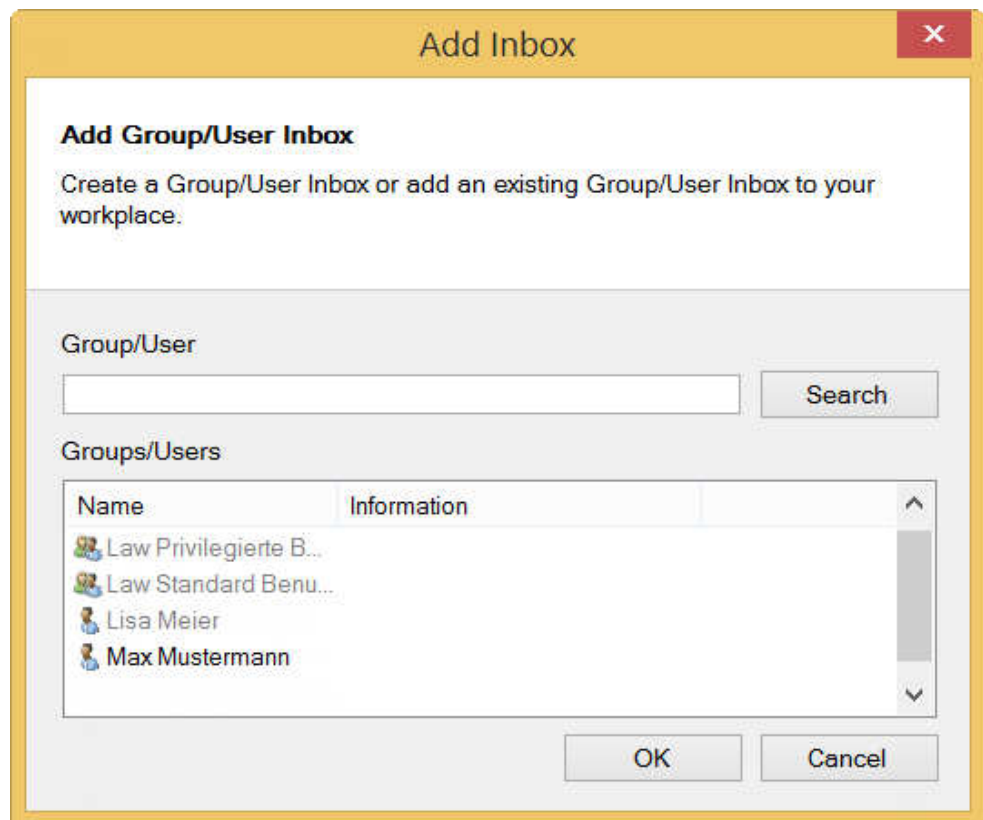 Add Inbox
Add Group/User Inbox
Create a Group/User Inbox or add an existing Group/User Inbox to your
workplace.
Group/User
Search
Groups/Users
Name Information
Law Privilegierte B...
Law Standard Benu...
Lisa Meier
Max Mustermann
OK Cancel